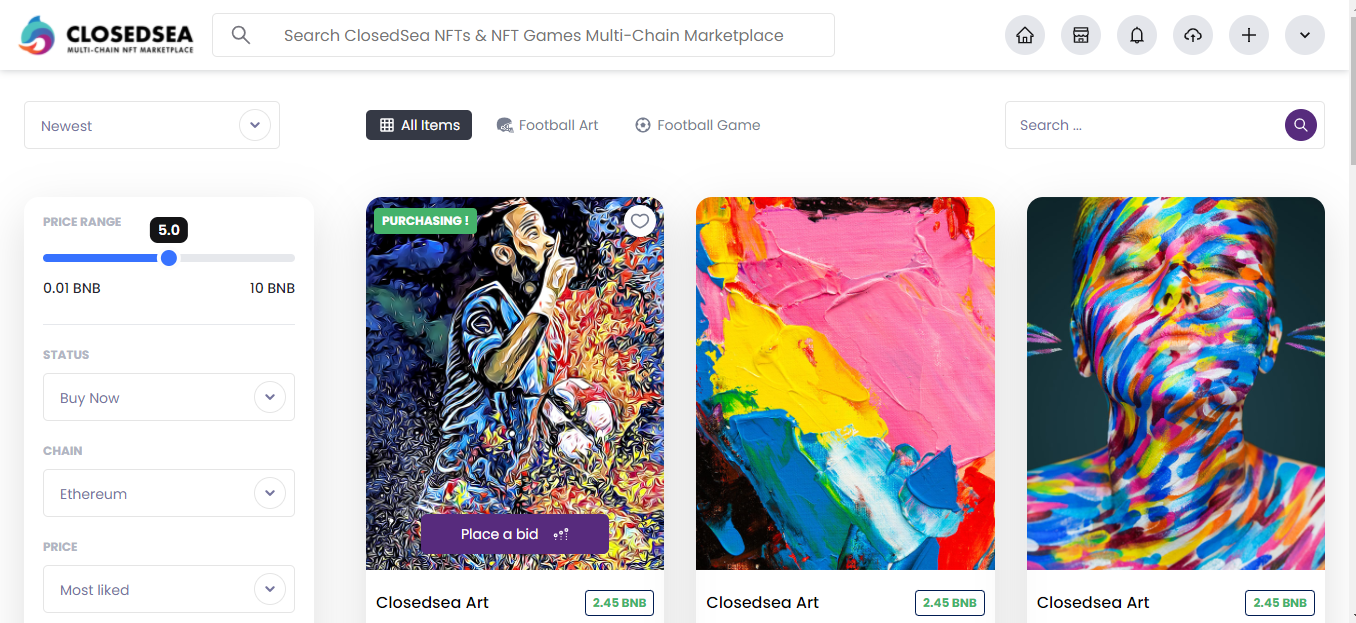 CLOSEDSEA
MULTI-CHAIN NFT MARKETPLACE
Search ClosedSea NFTs & NFT Games Multi-Chain Marketplace
Newest
All Items
Football Art
Football Game
Search ...
PRICE RANGE
5.0
0.01 BNB
10 BNB
STATUS
Buy Now
CHAIN
Ethereum
PRICE
Most liked
PURCHASING !
Place a bid
Closedsea Art
2.45 BNB
Closedsea Art
2.45 BNB
Closedsea Art
2.45 BNB